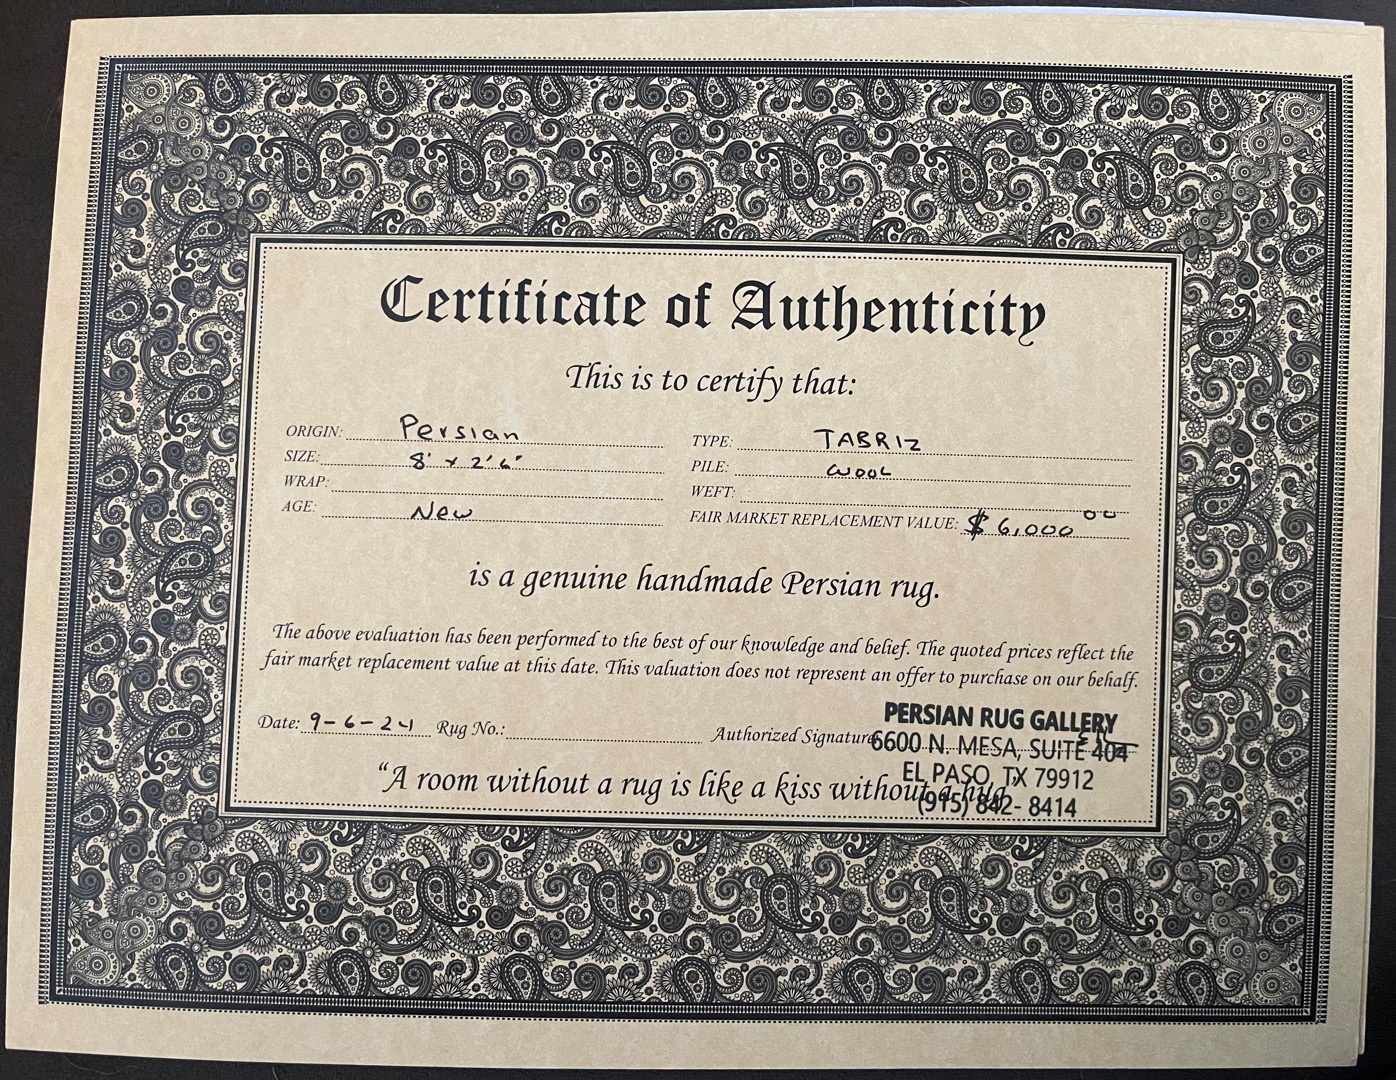 Certificate of Authenticity
This is to certify that:
ORIGIN: Persian
SIZE: 8' x 2'6"
WRAP:
AGE: New
TYPE: TABRIZ
PILE: WOOL
WEFT:
FAIR MARKET REPLACEMENT VALUE: $6,000 00
is a genuine handmade Persian rug.
The above evaluation has been performed to the best of our knowledge and belief. The quoted prices reflect the
fair market replacement value at this date. This valuation does not represent an offer to purchase on our behalf.
Date: 9-6-24 Rug No.: Authorized Signature
PERSIAN RUG GALLERY
6600 N. MESA, SUITE 404
EL PASO, TX 79912
(915) 842-8414
“A room without a rug is like a kiss without a hug